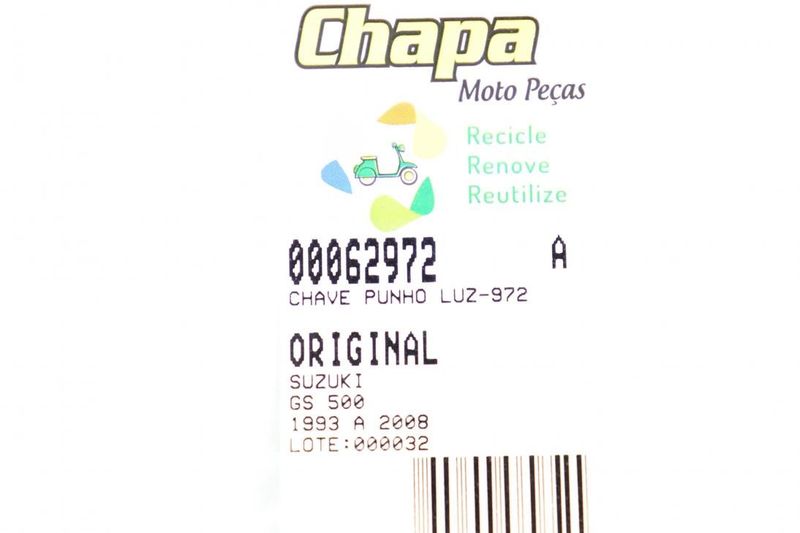 Chapa
Moto Peças
Recicle
Renove
Reutilize
00062972 A
CHAVE PUNHO LUZ-972
ORIGINAL
SUZUKI
GS 500
1993 A 2008
LOTE:000032